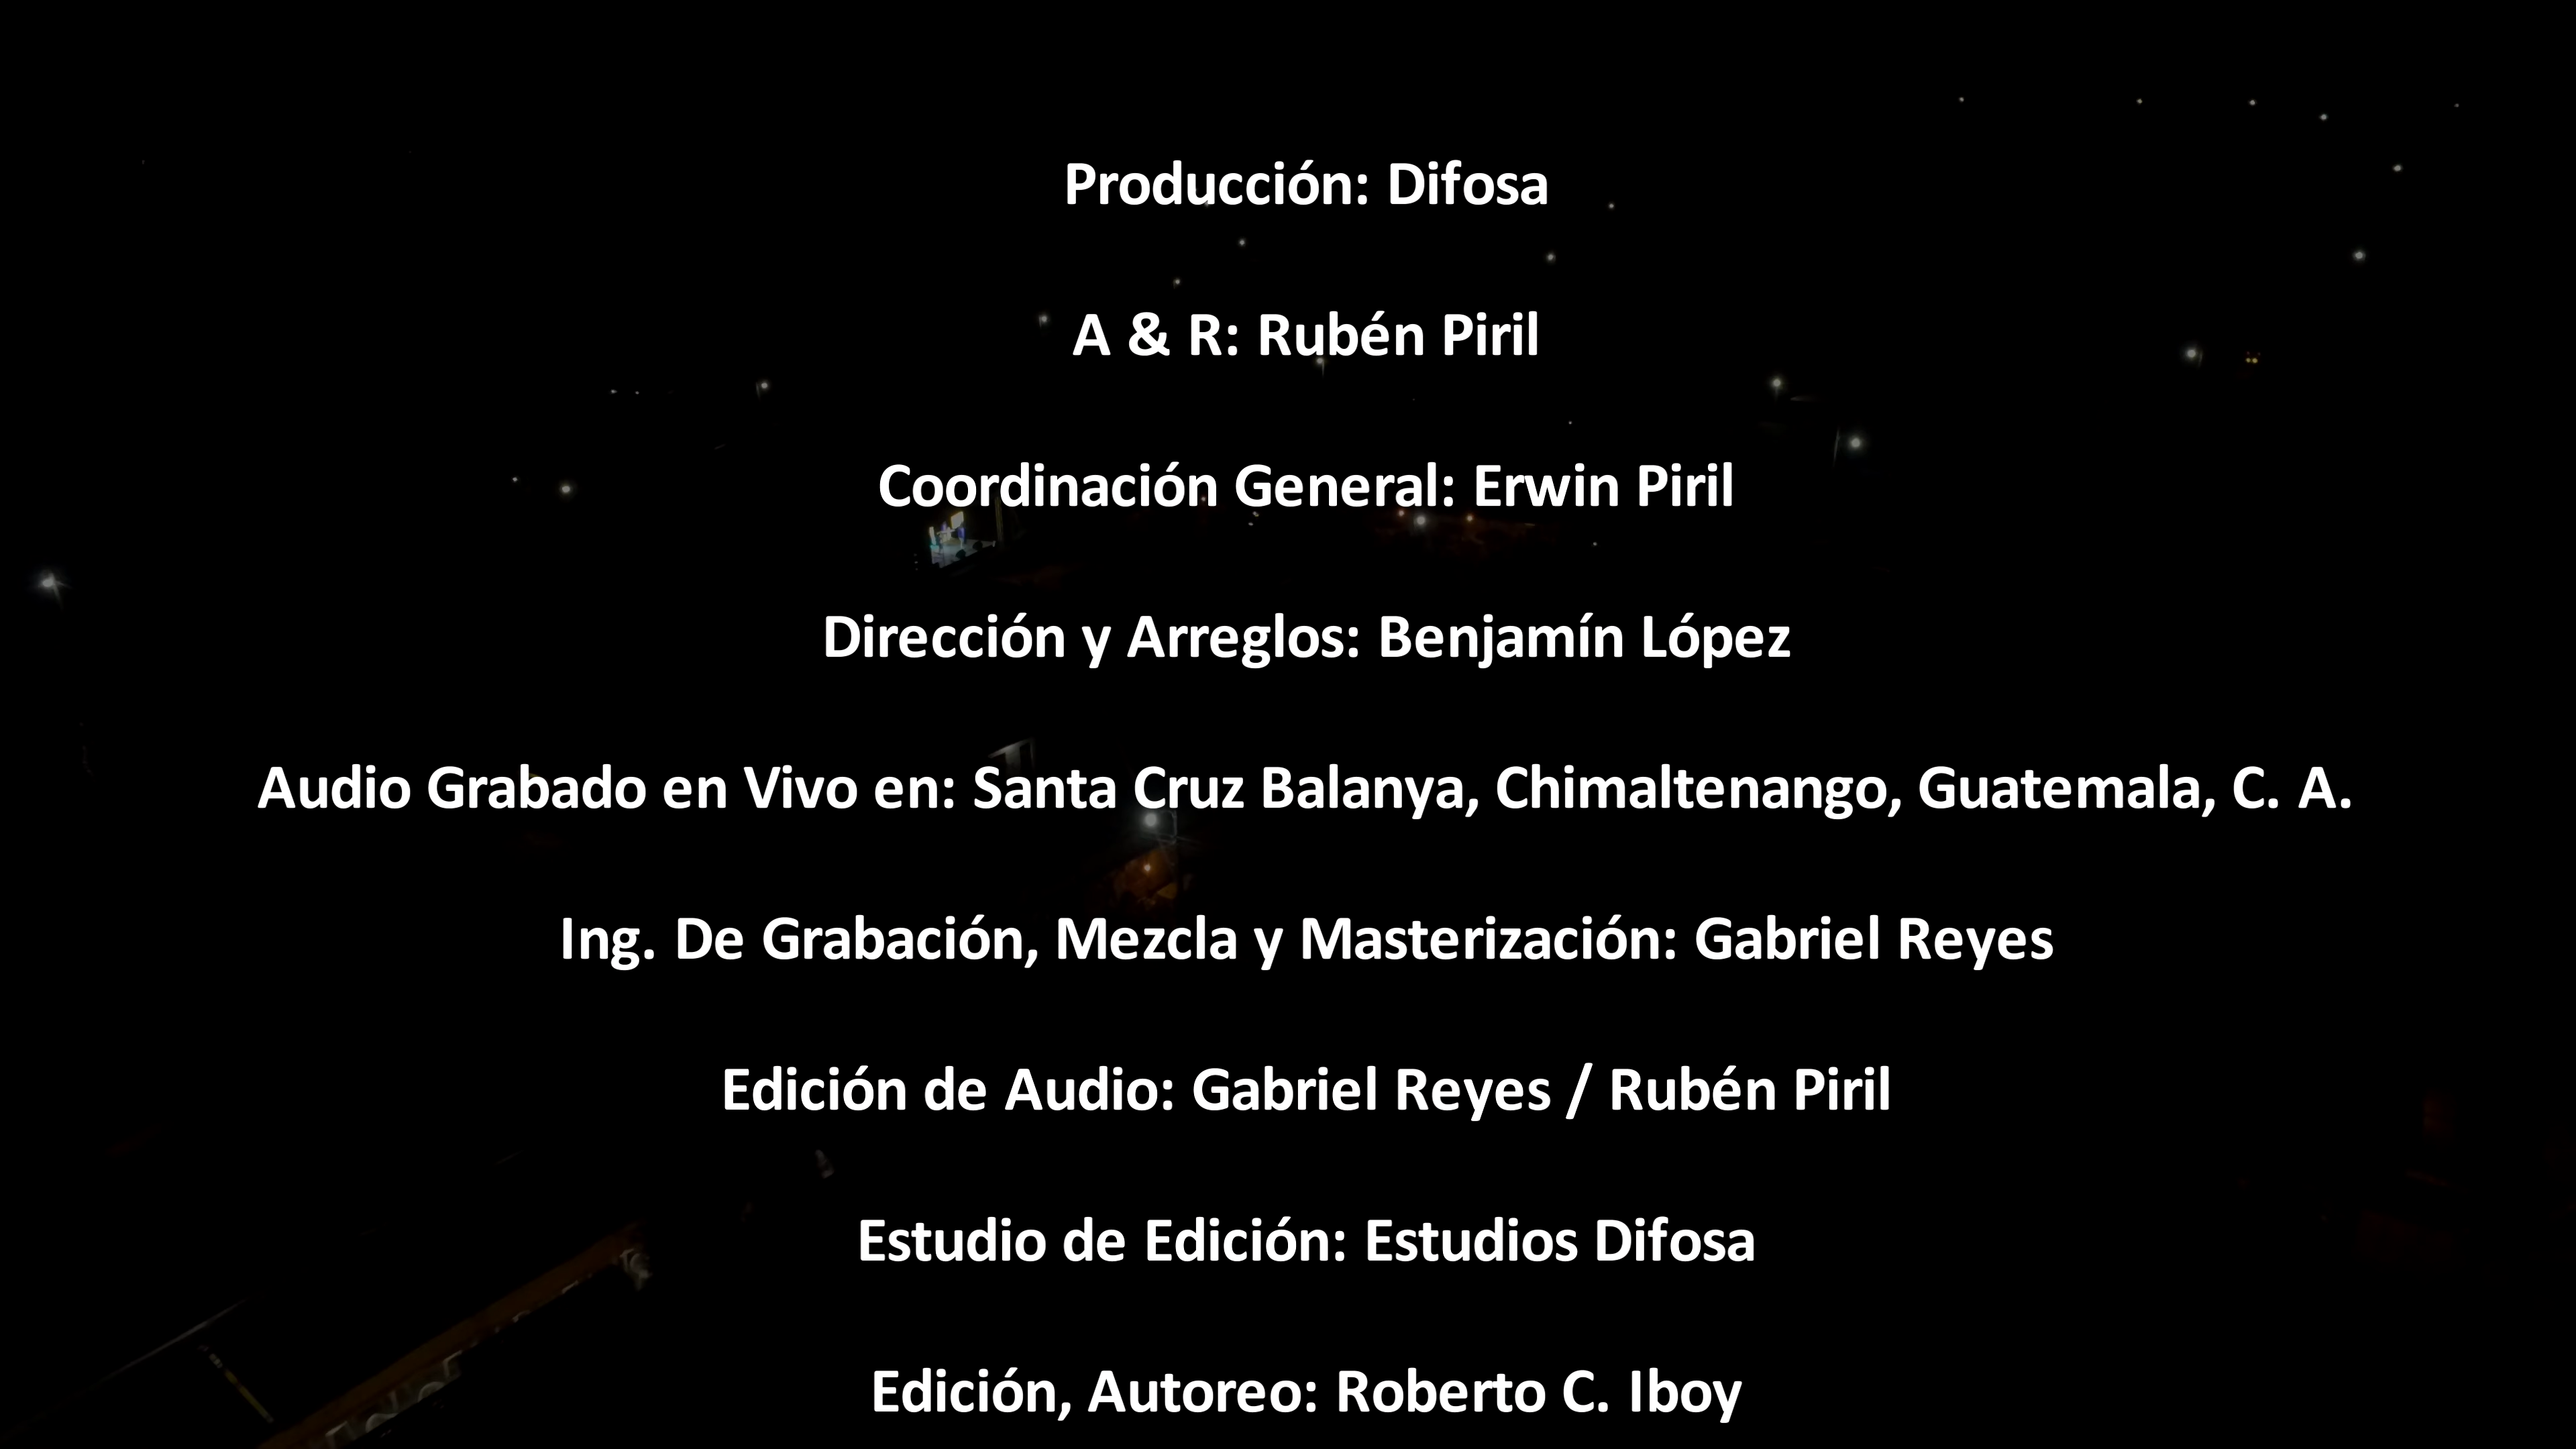 Producción: Difosa
A & R: Rubén Piril
Coordinación General: Erwin Piril
Dirección y Arreglos: Benjamín López
Audio Grabado en Vivo en: Santa Cruz Balanya, Chimaltenango, Guatemala, C. A.
Ing. De Grabación, Mezcla y Masterización: Gabriel Reyes
Edición de Audio: Gabriel Reyes / Rubén Piril
Estudio de Edición: Estudios Difosa
Edición, Autoreo: Roberto C. Iboy